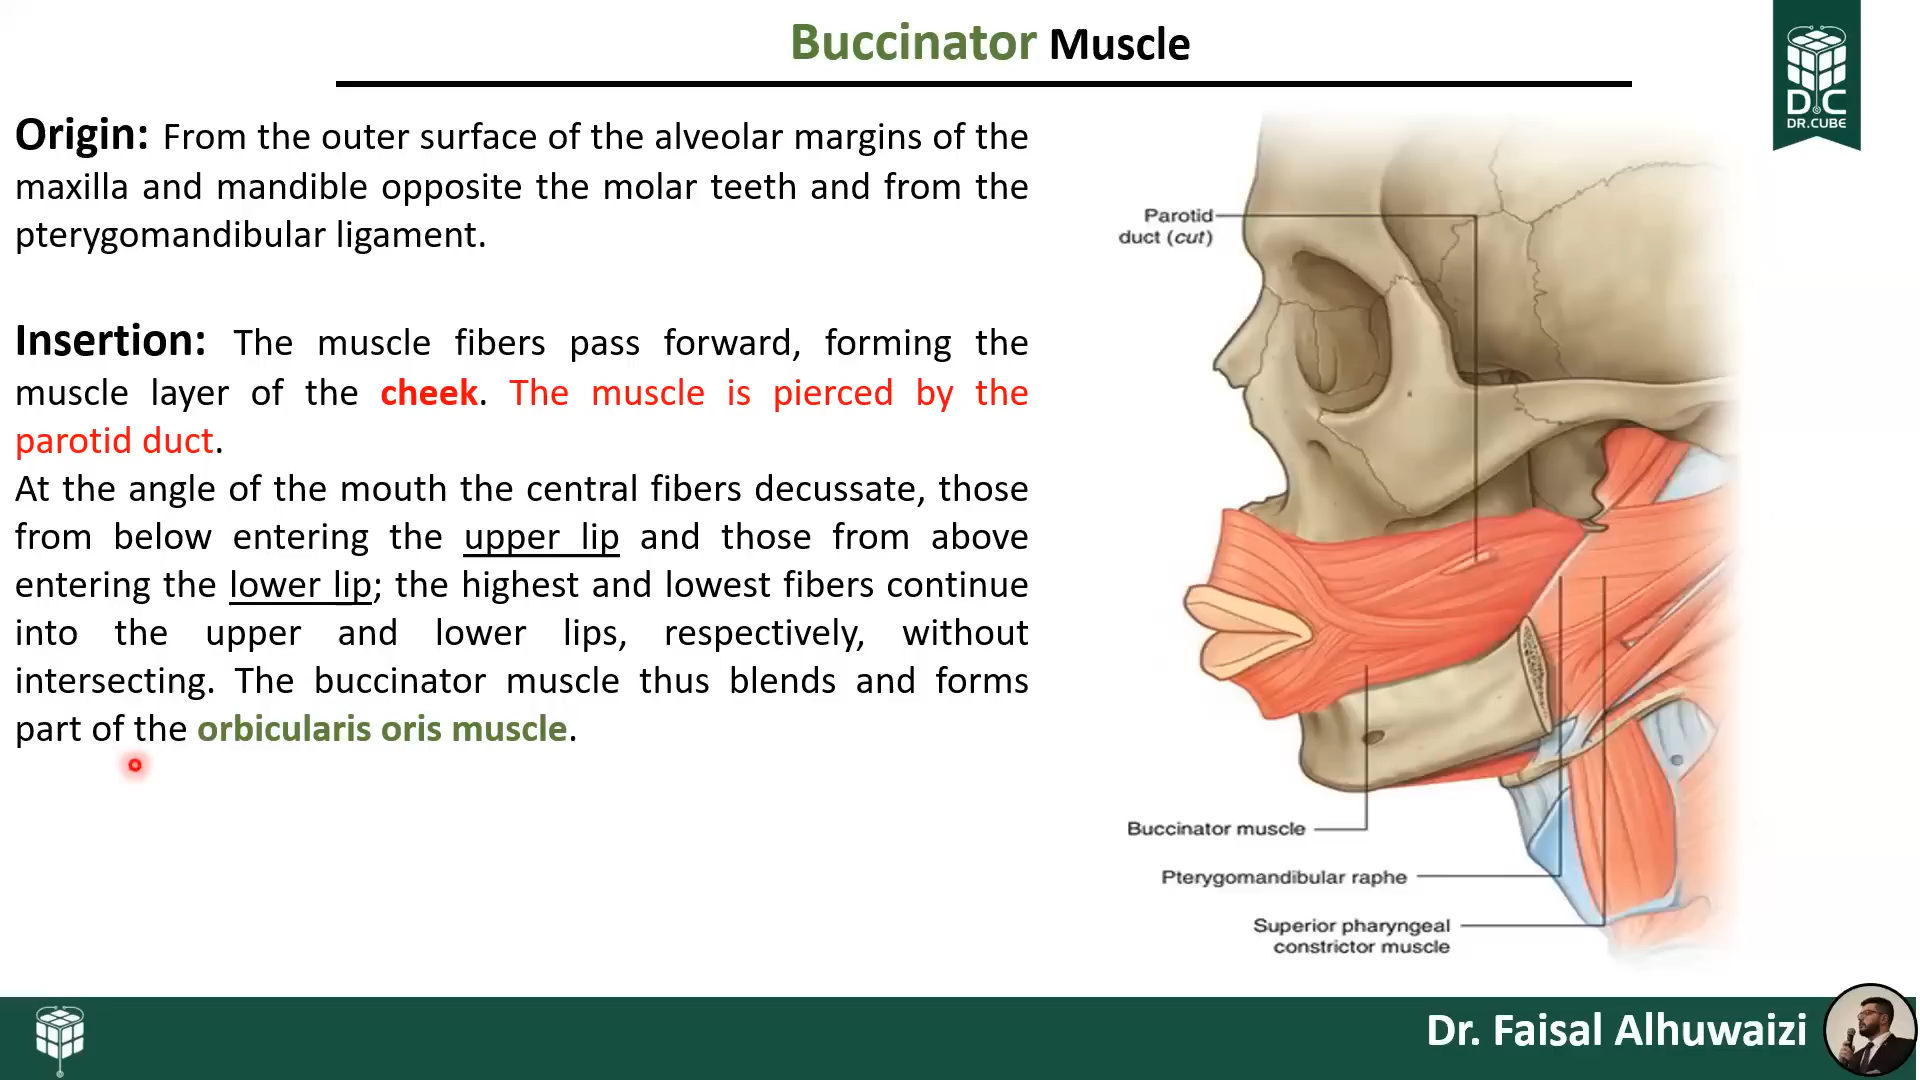 Buccinator Muscle
DC
DR.CUBE
Origin: From the outer surface of the alveolar margins of the
maxilla and mandible opposite the molar teeth and from the
pterygomandibular ligament.
Insertion: The muscle fibers pass forward, forming the
muscle layer of the cheek. The muscle is pierced by the
parotid duct.
At the angle of the mouth the central fibers decussate, those
from below entering the upper lip and those from above
entering the lower lip; the highest and lowest fibers continue
into the upper and lower lips, respectively, without
intersecting. The buccinator muscle thus blends and forms
part of the orbicularis oris muscle.
Parotid
duct (cut)
Buccinator muscle
Pterygomandibular raphe
Superior pharyngeal
constrictor muscle
Dr. Faisal Alhuwaizi